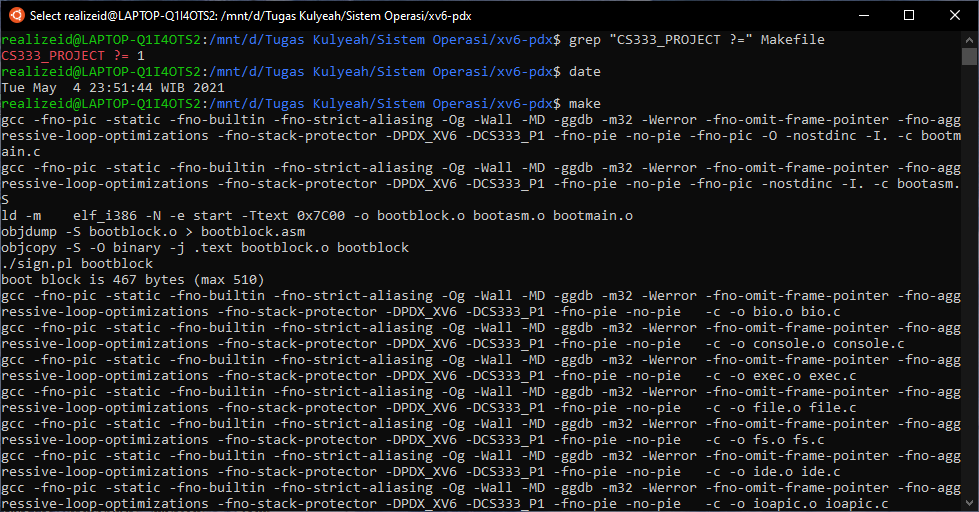 Select realizeid@LAPTOP-Q1I4OTS2: /mnt/d/Tugas Kulyeah/Sistem Operasi/xv6-pdx
realizeid@LAPTOP-Q1I4OTS2:/mnt/d/Tugas Kulyeah/Sistem Operasi/xv6-pdx$ grep "CS333_PROJECT ?=" Makefile
CS333_PROJECT ?= 1
realizeid@LAPTOP-Q1I4OTS2:/mnt/d/Tugas Kulyeah/Sistem Operasi/xv6-pdx$ date
Tue May  4 23:51:44 WIB 2021
realizeid@LAPTOP-Q1I4OTS2:/mnt/d/Tugas Kulyeah/Sistem Operasi/xv6-pdx$ make
gcc -fno-pic -static -fno-builtin -fno-strict-aliasing -Og -Wall -MD -ggdb -m32 -Werror -fno-omit-frame-pointer -fno-agg
ressive-loop-optimizations -fno-stack-protector -DPDX_XV6 -DCS333_P1 -fno-pie -no-pie -fno-pic -O -nostdinc -I. -c bootm
ain.c
gcc -fno-pic -static -fno-builtin -fno-strict-aliasing -Og -Wall -MD -ggdb -m32 -Werror -fno-omit-frame-pointer -fno-agg
ressive-loop-optimizations -fno-stack-protector -DPDX_XV6 -DCS333_P1 -fno-pie -no-pie -fno-pic -nostdinc -I. -c bootasm.
S
ld -m    elf_i386 -N -e start -Ttext 0x7C00 -o bootblock.o bootasm.o bootmain.o
objdump -S bootblock.o > bootblock.asm
objcopy -S -O binary -j .text bootblock.o bootblock
./sign.pl bootblock
boot block is 467 bytes (max 510)
gcc -fno-pic -static -fno-builtin -fno-strict-aliasing -Og -Wall -MD -ggdb -m32 -Werror -fno-omit-frame-pointer -fno-agg
ressive-loop-optimizations -fno-stack-protector -DPDX_XV6 -DCS333_P1 -fno-pie -no-pie   -c -o bio.o bio.c
gcc -fno-pic -static -fno-builtin -fno-strict-aliasing -Og -Wall -MD -ggdb -m32 -Werror -fno-omit-frame-pointer -fno-agg
ressive-loop-optimizations -fno-stack-protector -DPDX_XV6 -DCS333_P1 -fno-pie -no-pie   -c -o console.o console.c
gcc -fno-pic -static -fno-builtin -fno-strict-aliasing -Og -Wall -MD -ggdb -m32 -Werror -fno-omit-frame-pointer -fno-agg
ressive-loop-optimizations -fno-stack-protector -DPDX_XV6 -DCS333_P1 -fno-pie -no-pie   -c -o exec.o exec.c
gcc -fno-pic -static -fno-builtin -fno-strict-aliasing -Og -Wall -MD -ggdb -m32 -Werror -fno-omit-frame-pointer -fno-agg
ressive-loop-optimizations -fno-stack-protector -DPDX_XV6 -DCS333_P1 -fno-pie -no-pie   -c -o file.o file.c
gcc -fno-pic -static -fno-builtin -fno-strict-aliasing -Og -Wall -MD -ggdb -m32 -Werror -fno-omit-frame-pointer -fno-agg
ressive-loop-optimizations -fno-stack-protector -DPDX_XV6 -DCS333_P1 -fno-pie -no-pie   -c -o fs.o fs.c
gcc -fno-pic -static -fno-builtin -fno-strict-aliasing -Og -Wall -MD -ggdb -m32 -Werror -fno-omit-frame-pointer -fno-agg
ressive-loop-optimizations -fno-stack-protector -DPDX_XV6 -DCS333_P1 -fno-pie -no-pie   -c -o ide.o ide.c
gcc -fno-pic -static -fno-builtin -fno-strict-aliasing -Og -Wall -MD -ggdb -m32 -Werror -fno-omit-frame-pointer -fno-agg
ressive-loop-optimizations -fno-stack-protector -DPDX_XV6 -DCS333_P1 -fno-pie -no-pie   -c -o ioapic.o ioapic.c